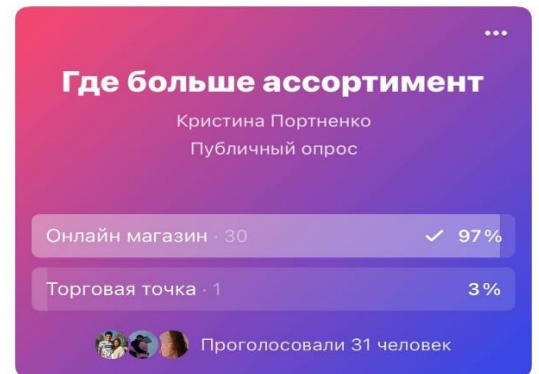 Где больше ассортимент
Кристина Портненко
Публичный опрос
Онлайн магазин · 30 97%
Торговая точка · 1 3%
Проголосовали 31 человек